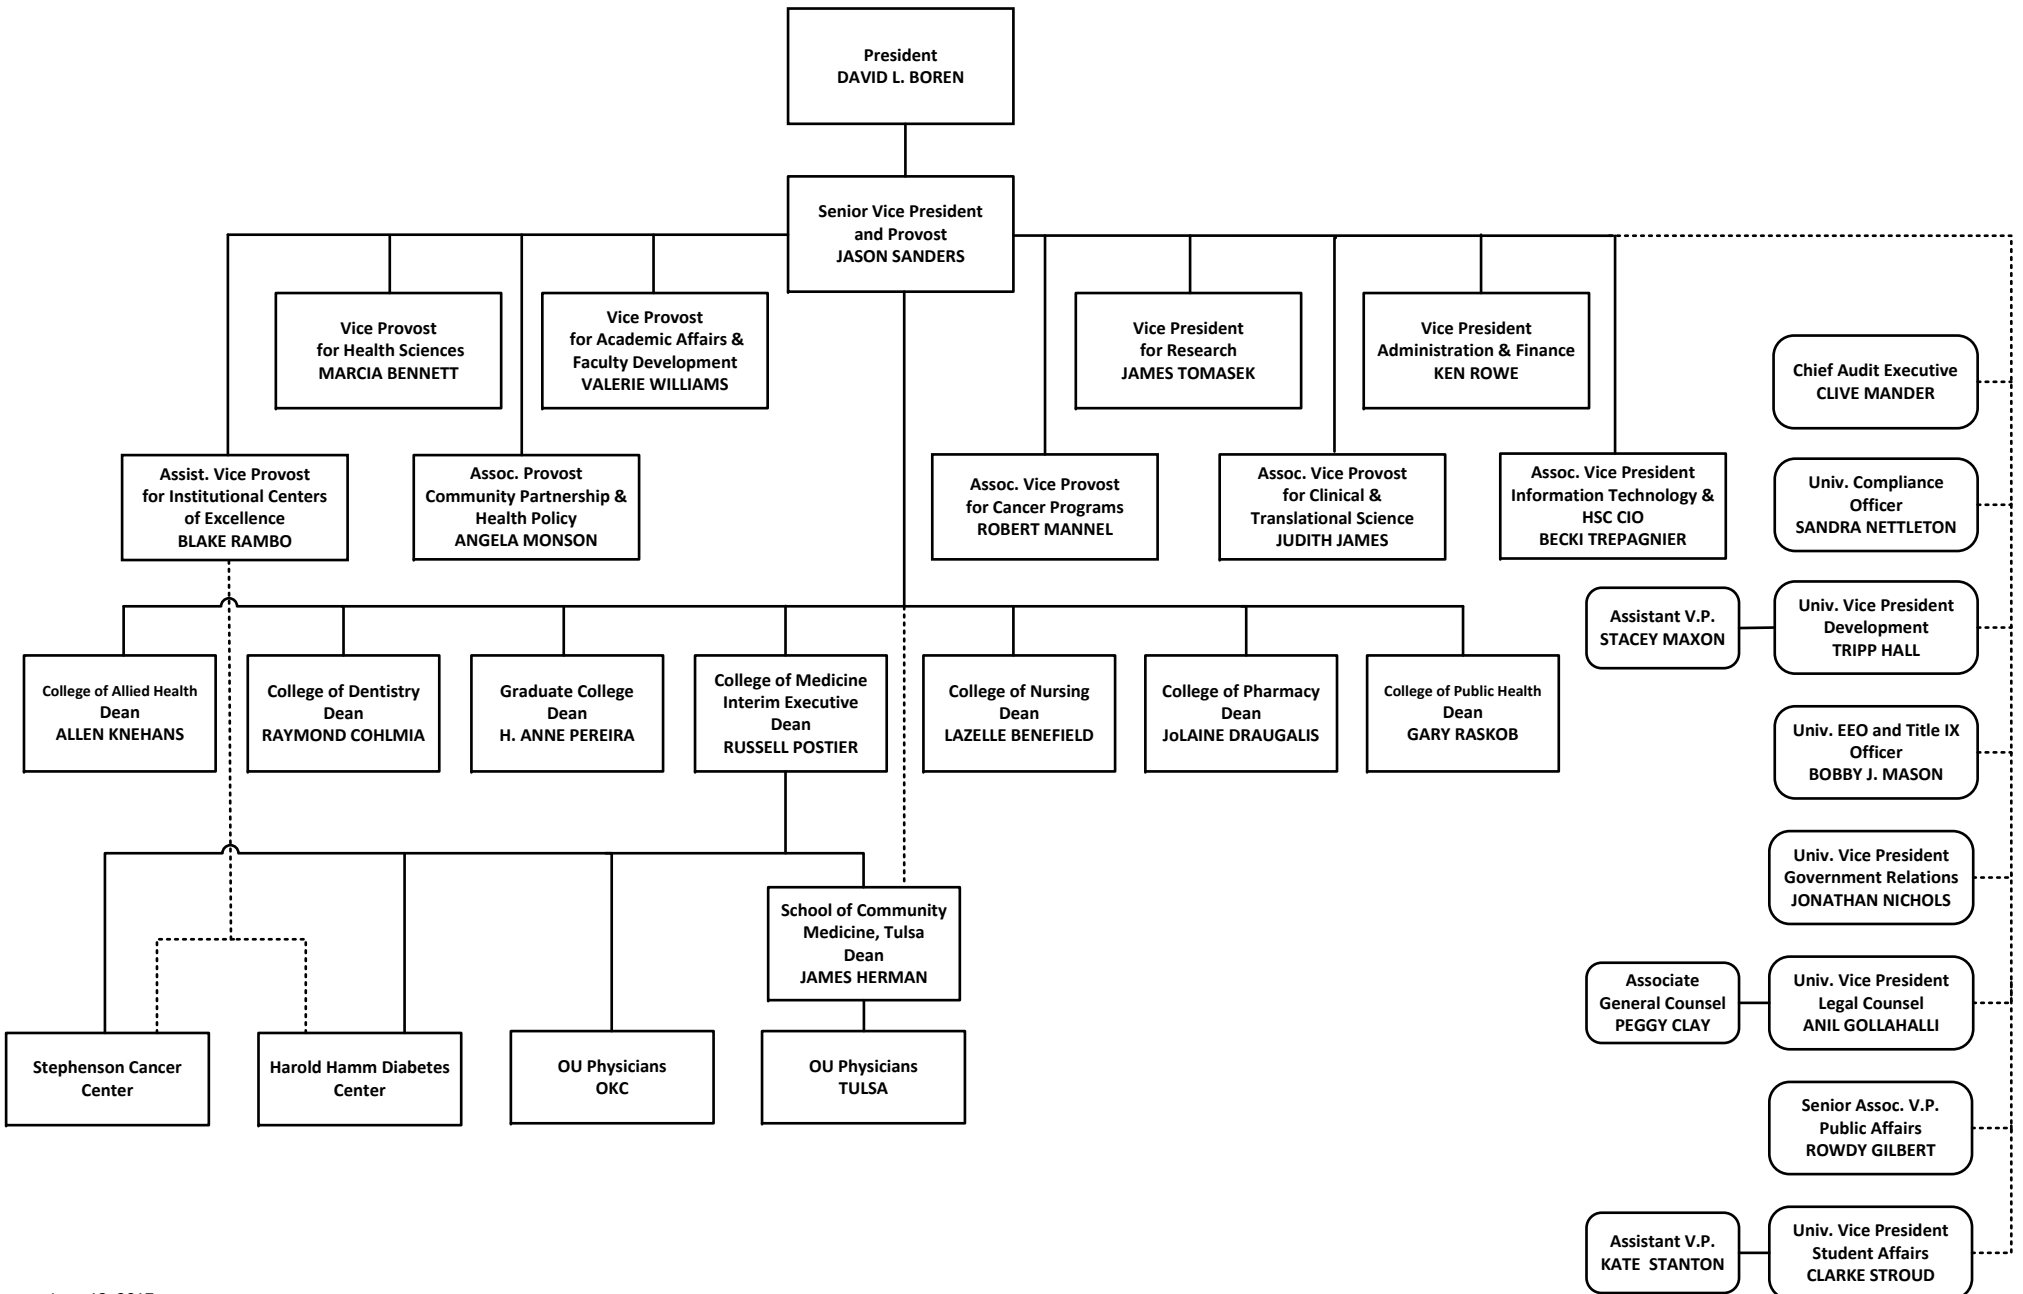 President
DAVID L. BOREN
Senior Vice President
and Provost
JASON SANDERS
Vice Provost
for Health Sciences
MARCIA BENNETT
Vice Provost
for Academic Affairs &
Faculty Development
VALERIE WILLIAMS
Vice President
for Research
JAMES TOMASEK
Vice President
Administration & Finance
KEN ROWE
Assist. Vice Provost
for Institutional Centers
of Excellence
BLAKE RAMBO
Assoc. Provost
Community Partnership &
Health Policy
ANGELA MONSON
Assoc. Vice Provost
for Cancer Programs
ROBERT MANNEL
Assoc. Vice Provost
for Clinical &
Translational Science
JUDITH JAMES
Assoc. Vice President
Information Technology &
HSC CIO
BECKI TREPAGNIER
College of Allied Health
Dean
ALLEN KNEHANS
College of Dentistry
Dean
RAYMOND COHLMIA
Graduate College
Dean
H. ANNE PEREIRA
College of Medicine
Interim Executive
Dean
RUSSELL POSTIER
College of Nursing
Dean
LAZELLE BENEFIELD
College of Pharmacy
Dean
JoLAINE DRAUGALIS
College of Public Health
Dean
GARY RASKOB
School of Community
Medicine, Tulsa
Dean
JAMES HERMAN
Stephenson Cancer
Center
Harold Hamm Diabetes
Center
OU Physicians
OKC
OU Physicians
TULSA
Chief Audit Executive
CLIVE MANDER
Univ. Compliance
Officer
SANDRA NETTLETON
Assistant V.P.
STACEY MAXON
Univ. Vice President
Development
TRIPP HALL
Univ. EEO and Title IX
Officer
BOBBY J. MASON
Univ. Vice President
Government Relations
JONATHAN NICHOLS
Associate
General Counsel
PEGGY CLAY
Univ. Vice President
Legal Counsel
ANIL GOLLAHALLI
Senior Assoc. V.P.
Public Affairs
ROWDY GILBERT
Assistant V.P.
KATE STANTON
Univ. Vice President
Student Affairs
CLARKE STROUD